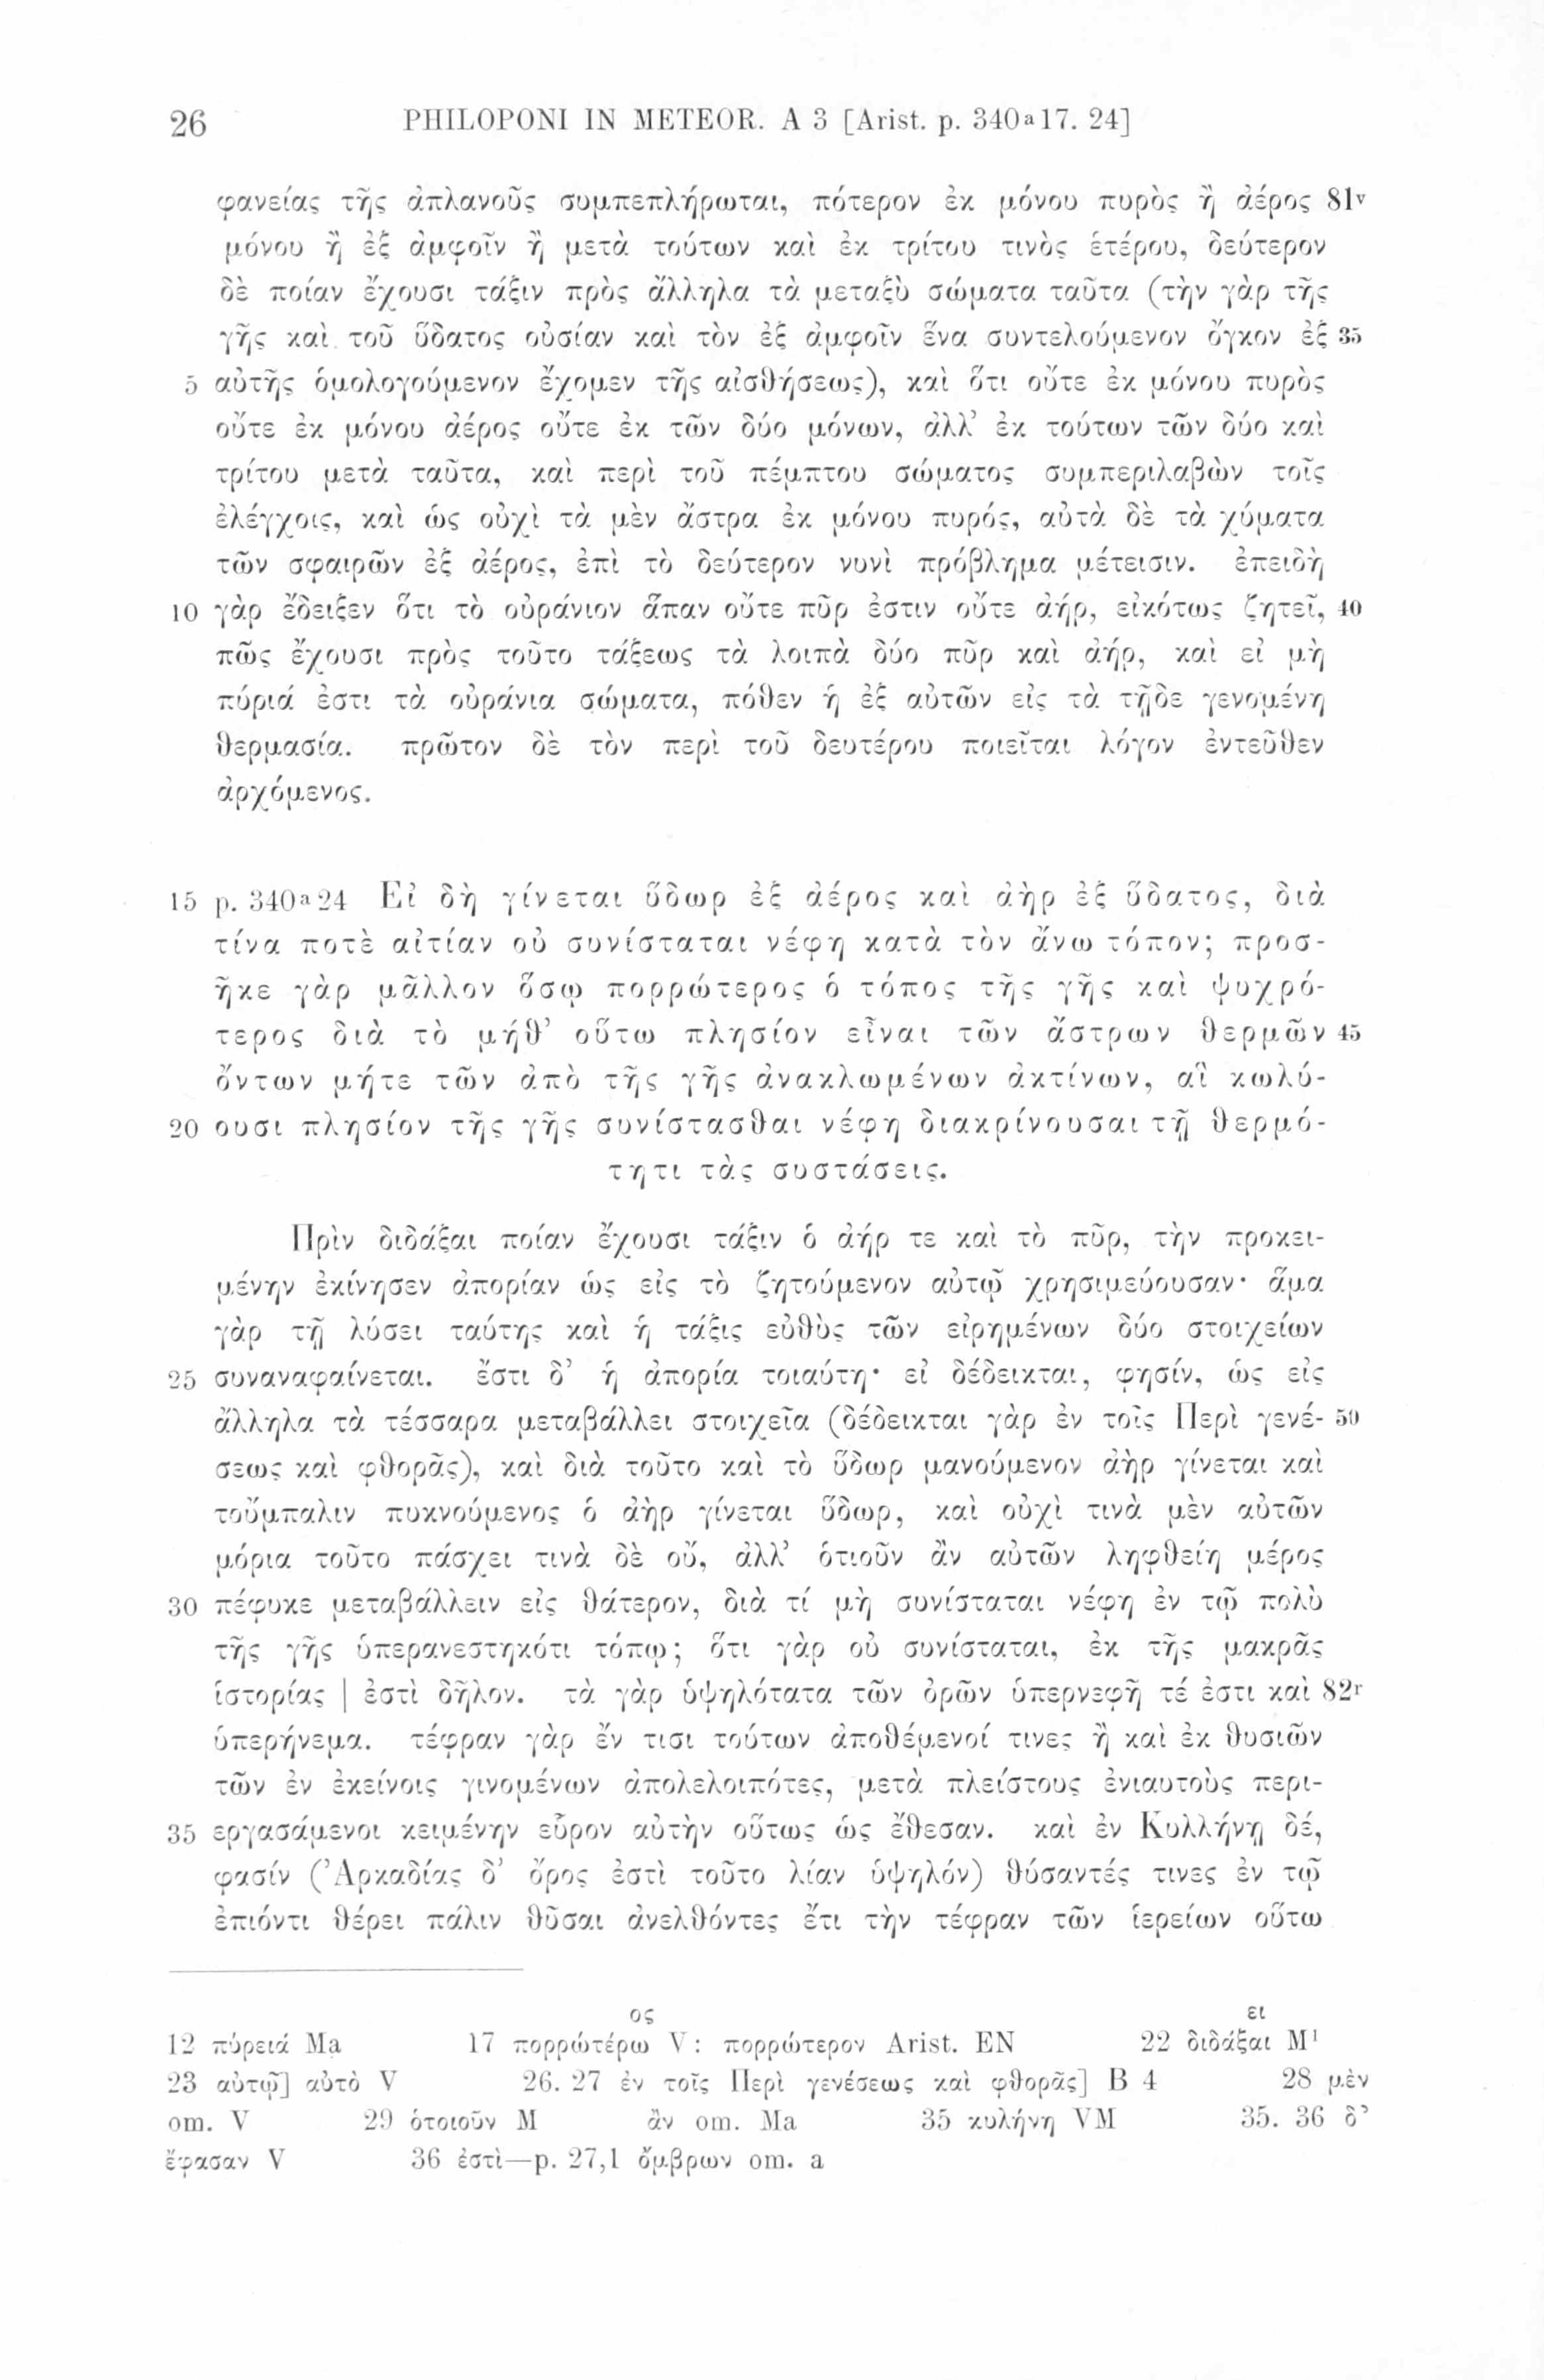 26 PHILOPONI IN METEOR. A 3 [Arist. p. 340a17. 24]
φανείας τῆς ἀπλανοῦς συμπεπλήρωται, πότερον ἐκ μόνου πυρὸς ἢ ἀέρος 81v
μόνου ἢ ἐξ ἀμφοῖν ἢ μετὰ τούτων καὶ ἐκ τρίτου τινὸς ἑτέρου, δεύτερον
δὲ ποίαν ἔχουσι τάξιν πρὸς ἄλληλα τὰ μεταξὺ σώματα ταῦτα (τὴν γὰρ τῆς
γῆς καὶ τοῦ ὕδατος οὐσίαν καὶ τὸν ἐξ ἀμφοῖν ἕνα συντελούμενον ὄγκον ἐξ 35
5 αὐτῆς ὁμολογούμενον ἔχομεν τῆς αἰσθήσεως), καὶ ὅτι οὔτε ἐκ μόνου πυρὸς
οὔτε ἐκ μόνου ἀέρος οὔτε ἐκ τῶν δύο μόνων, ἀλλ’ ἐκ τούτων τῶν δύο καὶ
τρίτου μετὰ ταῦτα, καὶ περὶ τοῦ πέμπτου σώματος συμπεριλαβὼν τοῖς
ἐλέγχοις, καὶ ὡς οὐχὶ τὰ μὲν ἄστρα ἐκ μόνου πυρός, αὐτὰ δὲ τὰ χύματα
τῶν σφαιρῶν ἐξ ἀέρος, ἐπὶ τὸ δεύτερον νυνὶ πρόβλημα μέτεισιν. ἐπειδὴ
10 γὰρ ἔδειξεν ὅτι τὸ οὐράνιον ἅπαν οὔτε πῦρ ἐστιν οὔτε ἀήρ, εἰκότως ζητεῖ, 40
πῶς ἔχουσι πρὸς τοῦτο τάξεως τὰ λοιπὰ δύο πῦρ καὶ ἀήρ, καὶ εἰ μὴ
πύριά ἐστι τὰ οὐράνια σώματα, πόθεν ἡ ἐξ αὐτῶν εἰς τὰ τῇδε γενομένη
θερμασία. πρῶτον δὲ τὸν περὶ τοῦ δευτέρου ποιεῖται λόγον ἐντεῦθεν
ἀρχόμενος.
15 p. 340a24 Εἰ δὴ γίνεται ὕδωρ ἐξ ἀέρος καὶ ἀὴρ ἐξ ὕδατος, διὰ
τίνα ποτὲ αἰτίαν οὐ συνίσταται νέφη κατὰ τὸν ἄνω τόπον; προσ-
ῆκε γὰρ μᾶλλον ὅσῳ πορρώτερος ὁ τόπος τῆς γῆς καὶ ψυχρό-
τερος διὰ τὸ μήθ’ οὕτω πλησίον εἶναι τῶν ἄστρων θερμῶν 45
ὄντων μήτε τῶν ἀπὸ τῆς γῆς ἀνακλωμένων ἀκτίνων, αἳ κωλύ-
20 ουσι πλησίον τῆς γῆς συνίστασθαι νέφη διακρίνουσαι τῇ θερμό-
τητι τὰς συστάσεις.
Πρὶν διδάξαι ποίαν ἔχουσι τάξιν ὁ ἀήρ τε καὶ τὸ πῦρ, τὴν προκει-
μένην ἐκίνησεν ἀπορίαν ὡς εἰς τὸ ζητούμενον αὐτῷ χρησιμεύουσαν· ἅμα
γὰρ τῇ λύσει ταύτης καὶ ἡ τάξις εὐθὺς τῶν εἰρημένων δύο στοιχείων
25 συναναφαίνεται. ἔστι δ’ ἡ ἀπορία τοιαύτη· εἰ δέδεικται, φησίν, ὡς εἰς
ἄλληλα τὰ τέσσαρα μεταβάλλει στοιχεῖα (δέδεικται γὰρ ἐν τοῖς Περὶ γενέ- 50
σεως καὶ φθορᾶς), καὶ διὰ τοῦτο καὶ τὸ ὕδωρ μανούμενον ἀὴρ γίνεται καὶ
τοὔμπαλιν πυκνούμενος ὁ ἀὴρ γίνεται ὕδωρ, καὶ οὐχὶ τινὰ μὲν αὐτῶν
μόρια τοῦτο πάσχει τινὰ δὲ οὔ, ἀλλ’ ὁτιοῦν ἂν αὐτῶν ληφθείη μέρος
30 πέφυκε μεταβάλλειν εἰς θάτερον, διὰ τί μὴ συνίσταται νέφη ἐν τῷ πολὺ
τῆς γῆς ὑπερανεστηκότι τόπῳ; ὅτι γὰρ οὐ συνίσταται, ἐκ τῆς μακρᾶς
ἱστορίας | ἐστὶ δῆλον. τὰ γὰρ ὑψηλότατα τῶν ὀρῶν ὑπερνεφῆ τέ ἐστι καὶ 82r
ὑπερήνεμα. τέφραν γὰρ ἔν τισι τούτων ἀποθέμενοί τινες ἢ καὶ ἐκ θυσιῶν
τῶν ἐν ἐκείνοις γινομένων ἀπολελοιπότες, μετὰ πλείστους ἐνιαυτοὺς περι-
35 εργασάμενοι κειμένην εὗρον αὐτὴν οὕτως ὡς ἔθεσαν. καὶ ἐν Κυλλήνῃ δέ,
φασίν (Ἀρκαδίας δ’ ὄρος ἐστὶ τοῦτο λίαν ὑψηλόν) θύσαντές τινες ἐν τῷ
ἐπιόντι θέρει πάλιν θῦσαι ἀνελθόντες ἔτι τὴν τέφραν τῶν ἱερείων οὕτω
ος ει
12 πύρειά Ma 17 πορρώτέρω V: πορρώτερον Arist. EN 22 διδάξαι M¹
23 αὐτῷ] αὐτὸ V 26. 27 ἐν τοῖς Περὶ γενέσεως καὶ φθορᾶς] B 4 28 μὲν
om. V 29 ὁτοιοῦν M ἂν om. Ma 35 κυλήνη VM 35. 36 δ’
ἔφασαν V 36 ἐστὶ—p. 27,1 ὄμβρων om. a